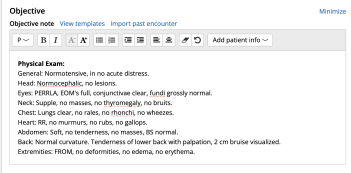 Objective
Minimize
Objective note View templates Import past encounter
P B I A A Add patient info
Physical Exam:
General: Normotensive, in no acute distress.
Head: Normocephalic, no lesions.
Eyes: PERRLA, EOM's full, conjunctivae clear, fundi grossly normal.
Neck: Supple, no masses, no thyromegaly, no bruits.
Chest: Lungs clear, no rales, no rhonchi, no wheezes.
Heart: RR, no murmurs, no rubs, no gallops.
Abdomen: Soft, no tenderness, no masses, BS normal.
Back: Normal curvature. Tenderness of lower back with palpation, 2 cm bruise visualized.
Extremities: FROM, no deformities, no edema, no erythema.